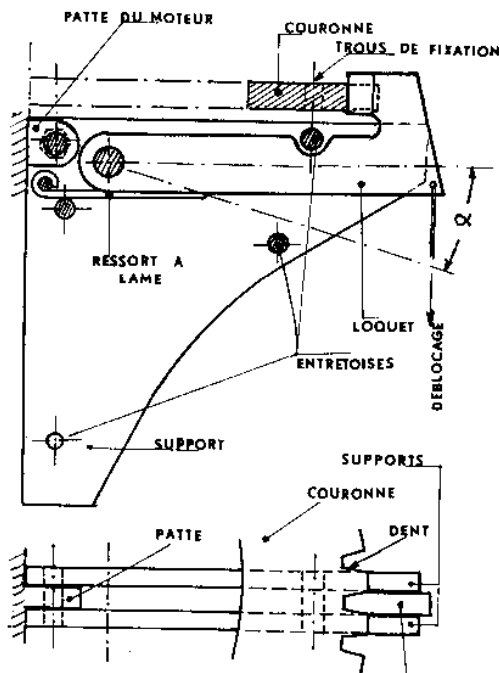 PATTE DU MOTEUR
COURONNE
TROUS DE FIXATION
RESSORT A
LAME
α
LOQUET
DEBLOCAGE
ENTRETOISES
SUPPORT
SUPPORTS
COURONNE
PATTE
DENT